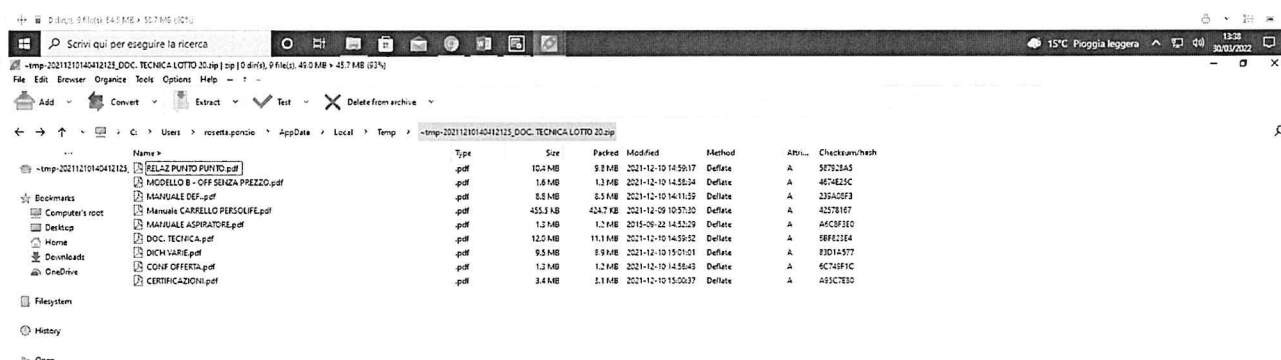 Scrivi qui per eseguire la ricerca
15°C Pioggia leggera 13:38
30/03/2022
~tmp-20211210140412125_DOC. TECNICA LOTTO 20.zip | zip | 0 dir(s), 9 file(s), 49.0 MB > 45.7 MB (93%)
File Edit Browser Organize Tools Options Help
Add Convert Extract Test Delete from archive
C: > Users > rosetta.ponzio > AppData > Local > Temp > ~tmp-20211210140412125_DOC. TECNICA LOTTO 20.zip
... Name > Type Size Packed Modified Method Attri... Checksum/hash
~tmp-20211210140412125_ RELAZ PUNTO PUNTO.pdf .pdf 10.4 MB 9.8 MB 2021-12-10 14:59:17 Deflate A 587928A5
MODELLO B - OFF SENZA PREZZO.pdf .pdf 1.6 MB 1.3 MB 2021-12-10 14:58:34 Deflate A 4874E25C
Bookmarks MANUALE DEF..pdf .pdf 8.8 MB 8.5 MB 2021-12-10 14:11:59 Deflate A 239A08F3
Computer's root Manuale CARRELLO PERSOLIFE.pdf .pdf 455.5 KB 424.7 KB 2021-12-09 10:57:30 Deflate A 42578167
Desktop MANUALE ASPIRATORE.pdf .pdf 1.3 MB 1.2 MB 2015-09-22 14:52:29 Deflate A A6C8F3E0
Home DOC. TECNICA.pdf .pdf 12.0 MB 11.1 MB 2021-12-10 14:59:52 Deflate A
Downloads DICH VARIE.pdf .pdf 9.5 MB 8.9 MB 2021-12-10 15:01:01 Deflate A 83D1A577
OneDrive CONF OFFERTA.pdf .pdf 1.3 MB 1.2 MB 2021-12-10 14:58:43 Deflate A 6C749F1C
CERTIFICAZIONI.pdf .pdf 3.4 MB 3.1 MB 2021-12-10 15:00:37 Deflate A A95C7E80
Filesystem
History
Open